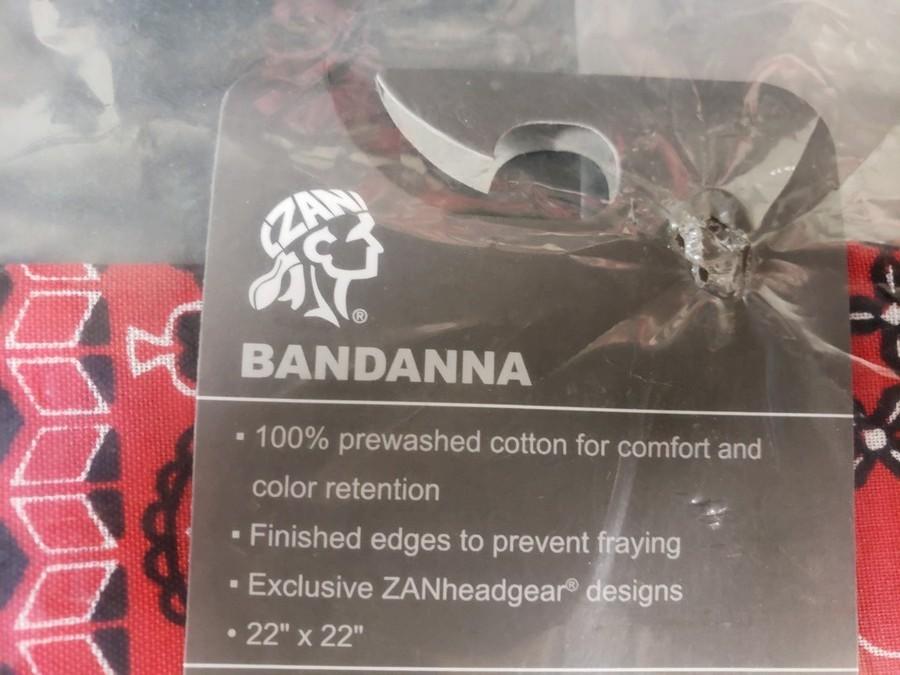 ZAN
®
BANDANNA
▪ 100% prewashed cotton for comfort and
color retention
▪ Finished edges to prevent fraying
▪ Exclusive ZANheadgear® designs
• 22" x 22"